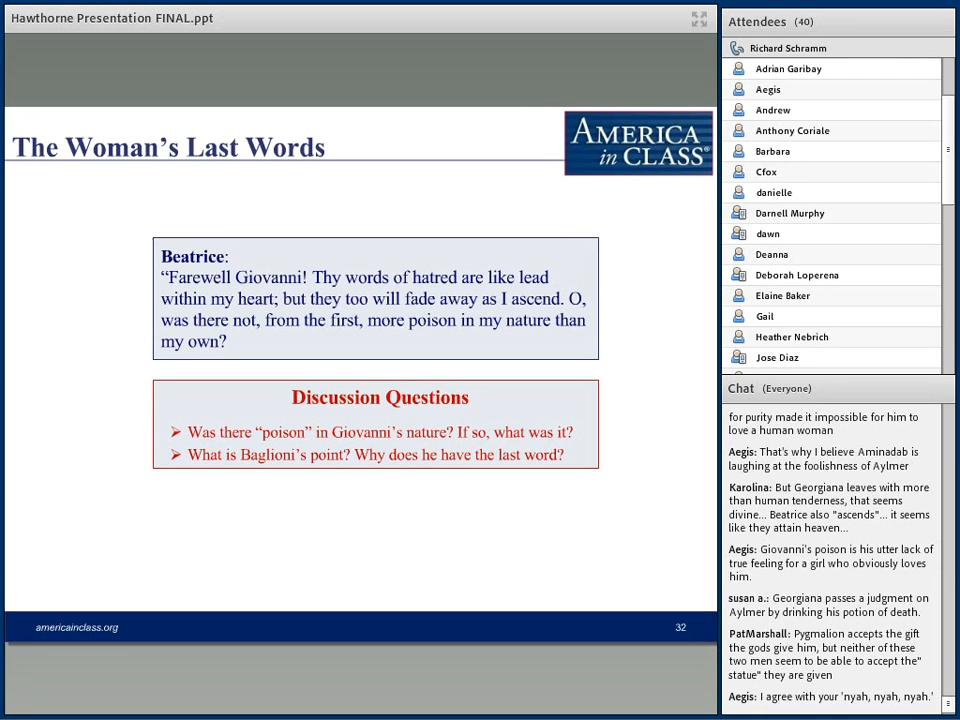 Hawthorne Presentation FINAL.ppt
The Woman's Last Words
AMERICA
in CLASS®
Beatrice:
“Farewell Giovanni! Thy words of hatred are like lead
within my heart; but they too will fade away as I ascend. O,
was there not, from the first, more poison in my nature than
my own?
Discussion Questions
➢ Was there “poison” in Giovanni’s nature? If so, what was it?
➢ What is Baglioni’s point? Why does he have the last word?
americainclass.org
32
Attendees (40)
Richard Schramm
Adrian Garibay
Aegis
Andrew
Anthony Coriale
Barbara
Cfox
danielle
Darnell Murphy
dawn
Deanna
Deborah Loperena
Elaine Baker
Gail
Heather Nebrich
Jose Diaz
Chat (Everyone)
for purity made it impossible for him to
love a human woman
Aegis: That's why I believe Aminadab is
laughing at the foolishness of Aylmer
Karolina: But Georgiana leaves with more
than human tenderness, that seems
divine... Beatrice also "ascends"... it seems
like they attain heaven...
Aegis: Giovanni's poison is his utter lack of
true feeling for a girl who obviously loves
him.
susan a.: Georgiana passes a judgment on
Aylmer by drinking his potion of death.
PatMarshall: Pygmalion accepts the gift
the gods give him, but neither of these
two men seem to be able to accept the"
statue" they are given
Aegis: I agree with your 'nyah, nyah, nyah.'